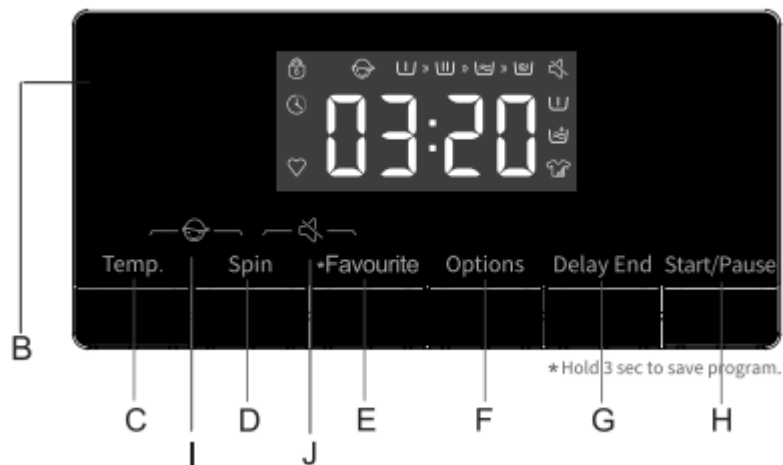 03:20
Temp. Spin *Favourite Options Delay End Start/Pause
B
*Hold 3 sec to save program.
C D E F G H
I J